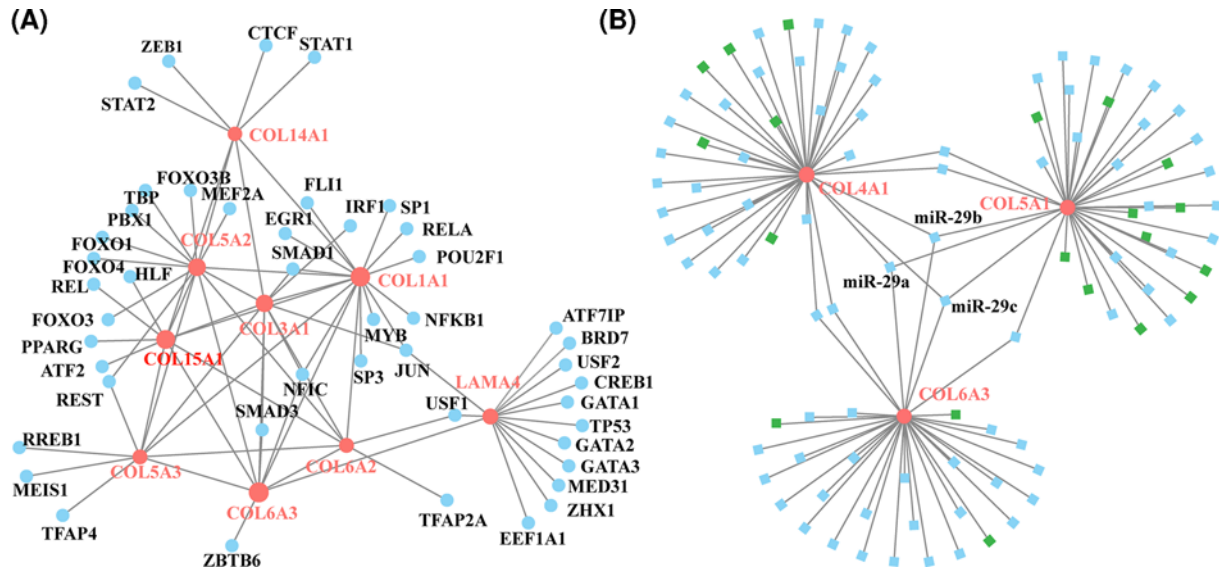 (A)
CTCF
ZEB1
STAT1
STAT2
COL14A1
FOXO3B
FLI1
TBP
MEF2A
IRF1
SP1
PBX1
EGR1
RELA
FOXO1
COL5A2
SMAD1
POU2F1
FOXO4
HLF
COL1A1
REL
FOXO3
COL3A1
NFKB1
MYB
PPARG
COL15A1
ATF2
JUN
SP3
NFIC
REST
SMAD3
LAMA4
USF1
ATF7IP
BRD7
USF2
CREB1
GATA1
TP53
GATA2
GATA3
MED31
ZHX1
EEF1A1
RREB1
COL5A3
COL6A2
MEIS1
COL6A3
TFAP4
TFAP2A
ZBTB6
(B)
COL4A1
COL5A1
miR-29b
miR-29a
miR-29c
COL6A3